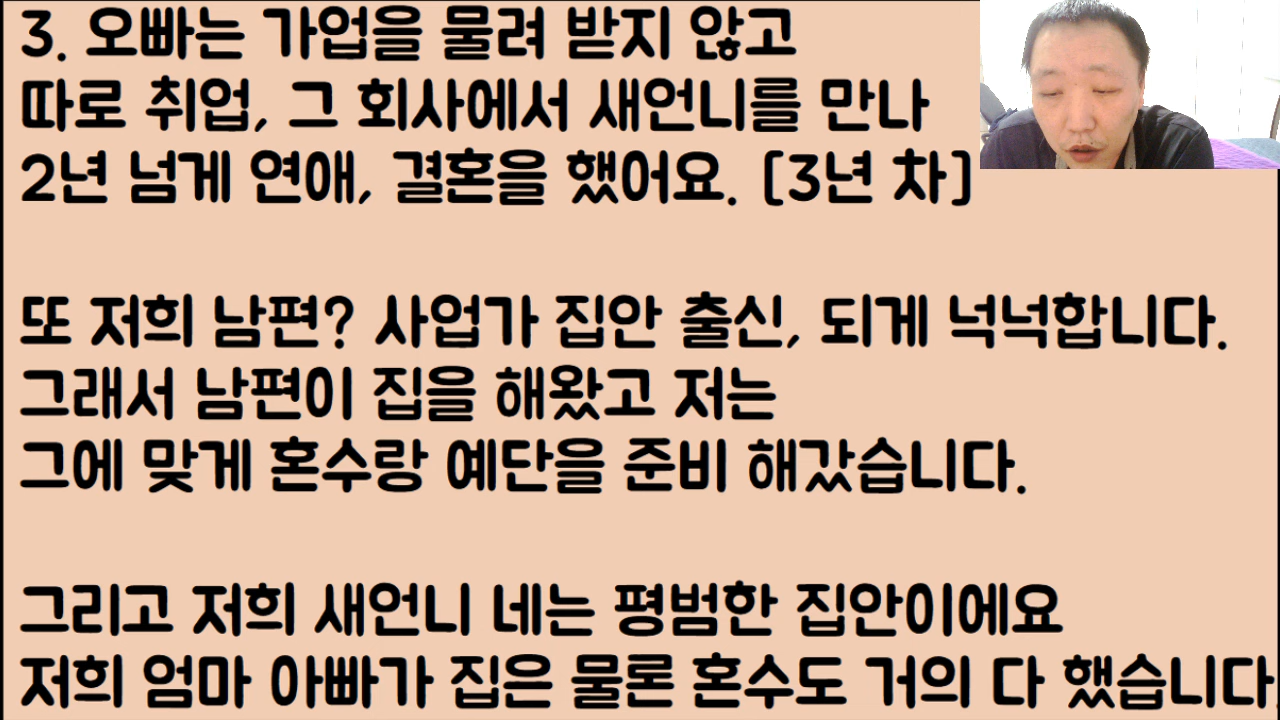 3. 오빠는 가업을 물려 받지 않고
따로 취업, 그 회사에서 새언니를 만나
2년 넘게 연애, 결혼을 했어요. [3년 차]
또 저희 남편? 사업가 집안 출신, 되게 넉넉합니다.
그래서 남편이 집을 해왔고 저는
그에 맞게 혼수랑 예단을 준비 해갔습니다.
그리고 저희 새언니 네는 평범한 집안이에요
저희 엄마 아빠가 집은 물론 혼수도 거의 다 했습니다.